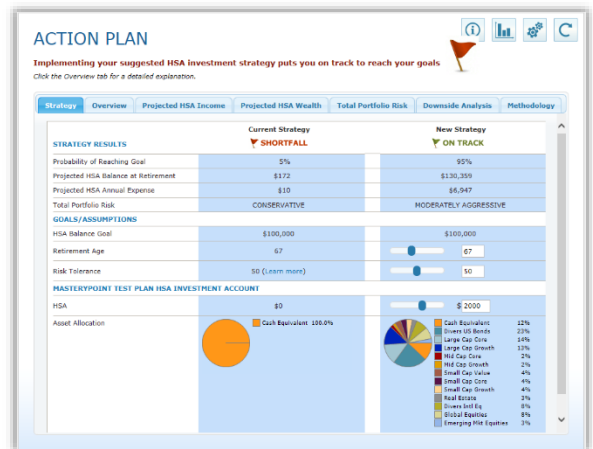 ACTION PLAN
Implementing your suggested HSA investment strategy puts you on track to reach your goals
Click the Overview tab for a detailed explanation.
Strategy Overview Projected HSA Income Projected HSA Wealth Total Portfolio Risk Downside Analysis Methodology
Current Strategy New Strategy
STRATEGY RESULTS SHORTFALL ON TRACK
Probability of Reaching Goal 5% 95%
Projected HSA Balance at Retirement $172 $130,359
Projected HSA Annual Expense $10 $6,947
Total Portfolio Risk CONSERVATIVE MODERATELY AGGRESSIVE
GOALS/ASSUMPTIONS
HSA Balance Goal $100,000 $100,000
Retirement Age 67 67
Risk Tolerance 50 (Learn more) 50
MASTERYPOINT TEST PLAN HSA INVESTMENT ACCOUNT
HSA $0 $ 2000
Asset Allocation Cash Equivalent 100.0% Cash Equivalent 12%
Divers US Bonds 23%
Large Cap Core 14%
Large Cap Growth 13%
Mid Cap Core 2%
Mid Cap Growth 2%
Small Cap Value 4%
Small Cap Core 4%
Small Cap Growth 4%
Real Estate 3%
Divers Intl Eq 8%
Global Equities 8%
Emerging Mkt Equities 3%